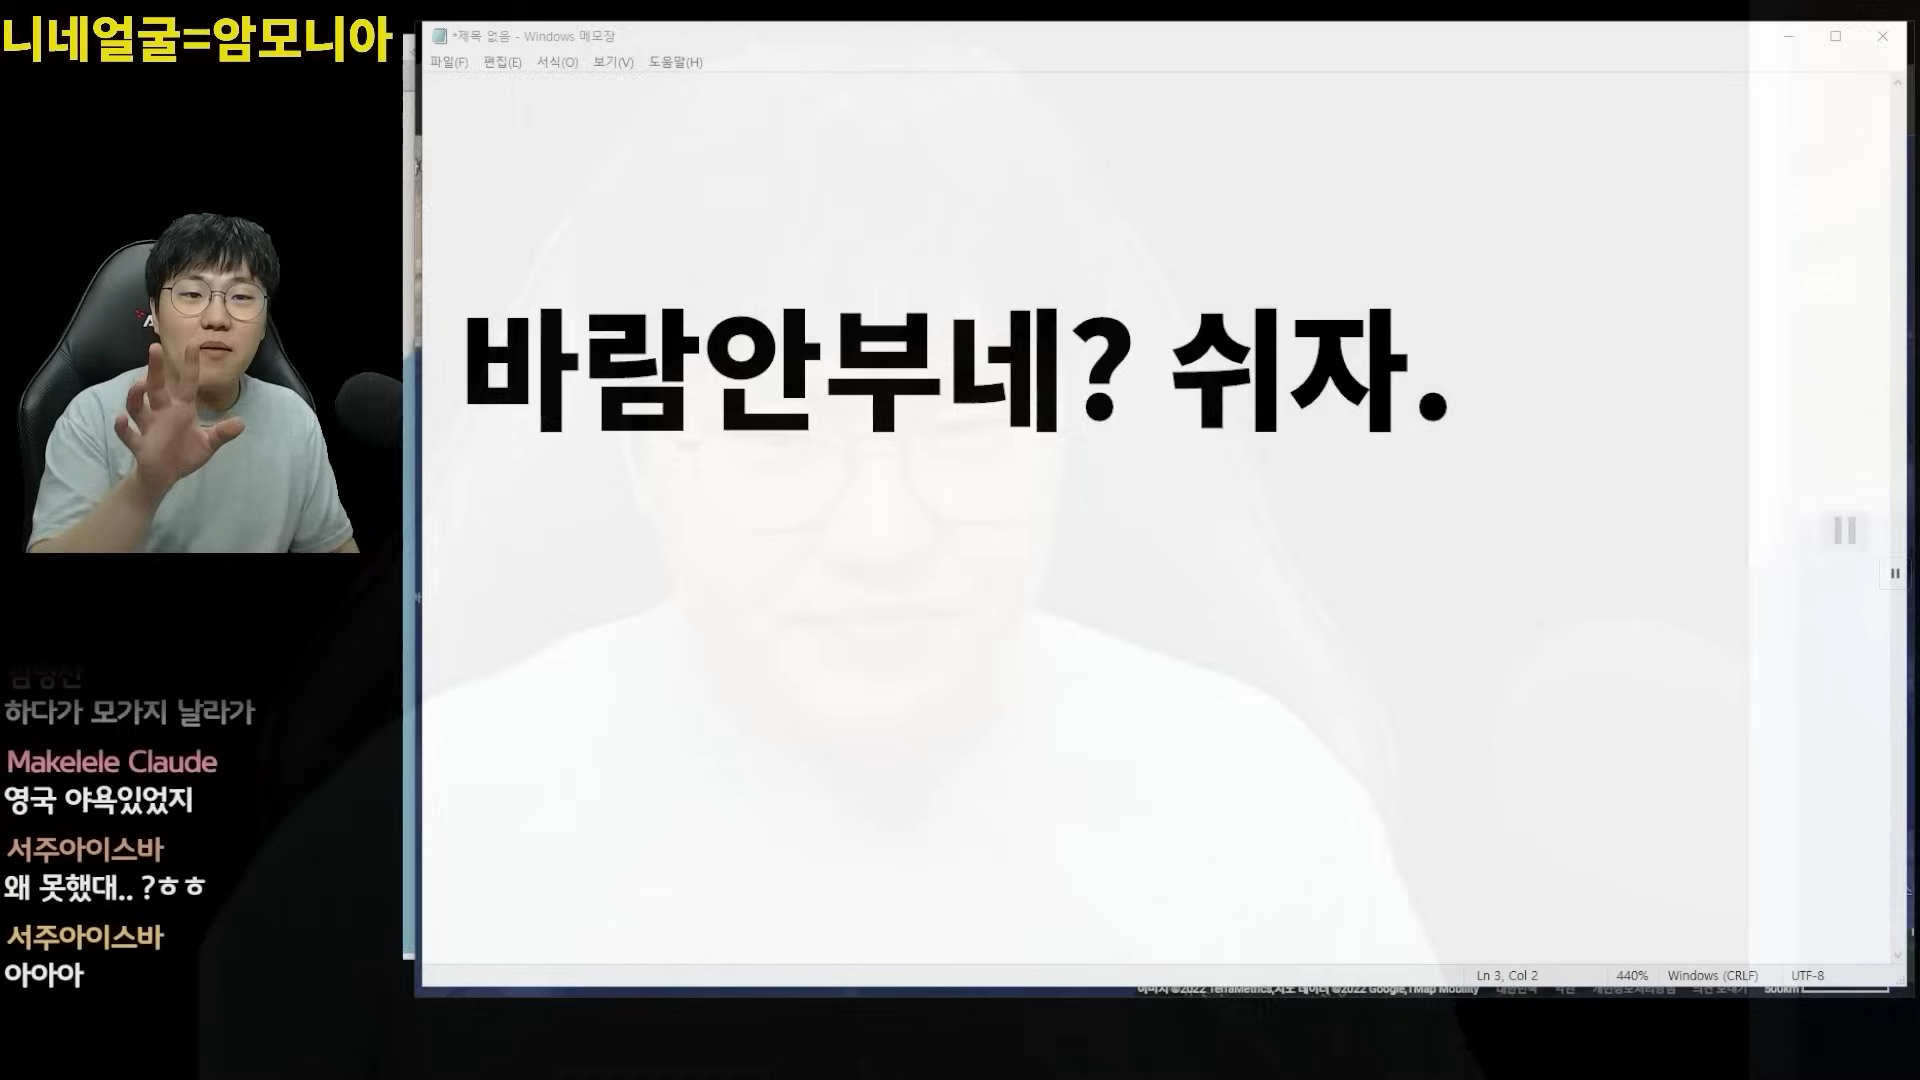 니네얼굴=암모니아
*제목 없음 - Windows 메모장
파일(F) 편집(E) 서식(O) 보기(V) 도움말(H)
바람안부네? 쉬자.
하다가 모가지 날라가
Makelele Claude
영국 야욕있었지
서주아이스바
왜 못했대.. ?ㅎㅎ
서주아이스바
아아아
Ln 3, Col 2 440% Windows (CRLF) UTF-8